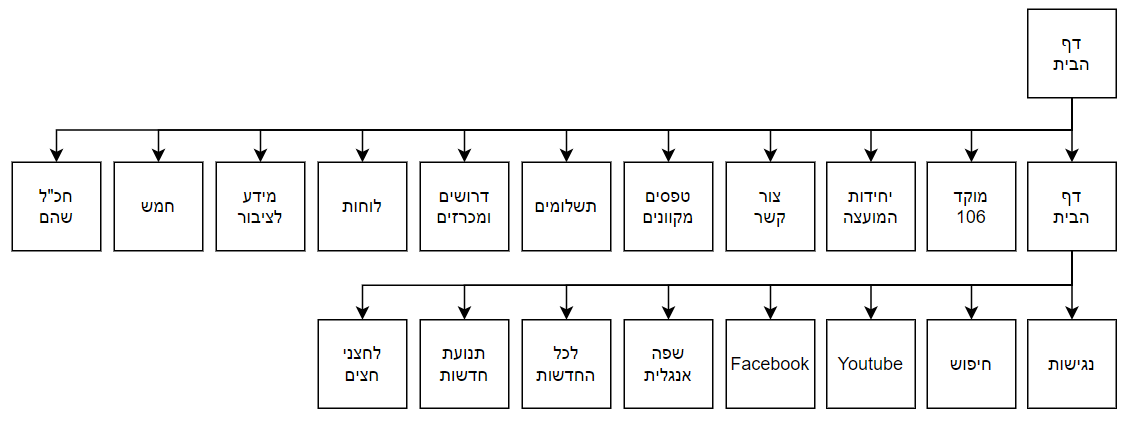 דף
הבית
דף
הבית
מוקד
106
יחידות
המועצה
צור
קשר
טפסים
מקוונים
תשלומים
דרושים
ומכרזים
לוחות
מידע
לציבור
חמש
חכ"ל
שהם
נגישות
חיפוש
Youtube
Facebook
שפה
אנגלית
לכל
החדשות
תנועת
חדשות
לחצני
חצים